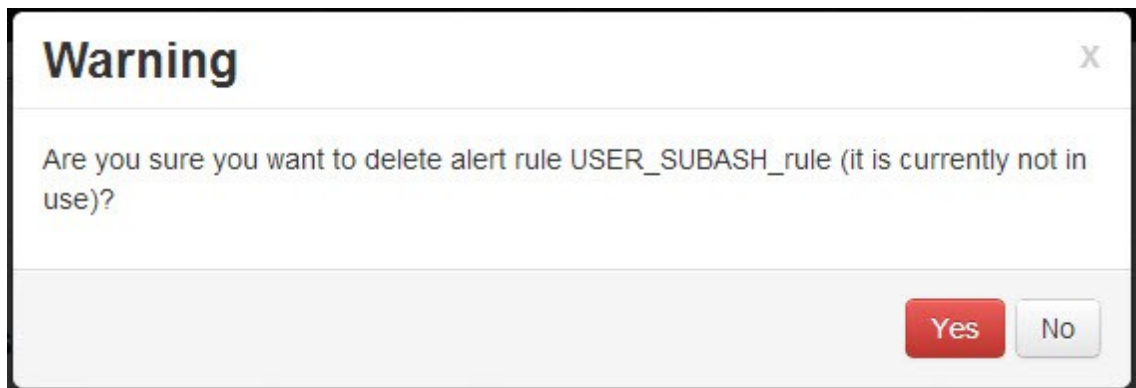 Warning
X
Are you sure you want to delete alert rule USER_SUBASH_rule (it is currently not in
use)?
Yes
No